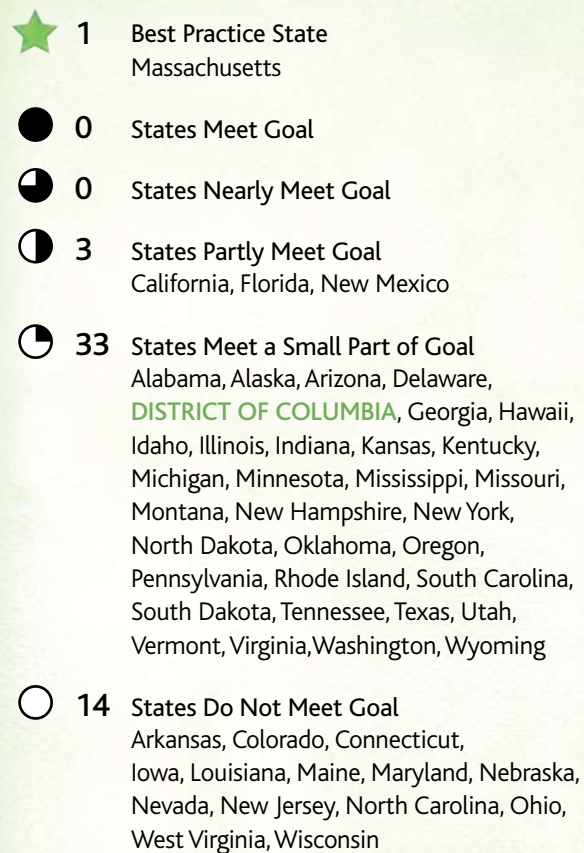 1 Best Practice State
Massachusetts
0 States Meet Goal
0 States Nearly Meet Goal
3 States Partly Meet Goal
California, Florida, New Mexico
33 States Meet a Small Part of Goal
Alabama, Alaska, Arizona, Delaware,
DISTRICT OF COLUMBIA, Georgia, Hawaii,
Idaho, Illinois, Indiana, Kansas, Kentucky,
Michigan, Minnesota, Mississippi, Missouri,
Montana, New Hampshire, New York,
North Dakota, Oklahoma, Oregon,
Pennsylvania, Rhode Island, South Carolina,
South Dakota, Tennessee, Texas, Utah,
Vermont, Virginia,Washington, Wyoming
14 States Do Not Meet Goal
Arkansas, Colorado, Connecticut,
Iowa, Louisiana, Maine, Maryland, Nebraska,
Nevada, New Jersey, North Carolina, Ohio,
West Virginia, Wisconsin